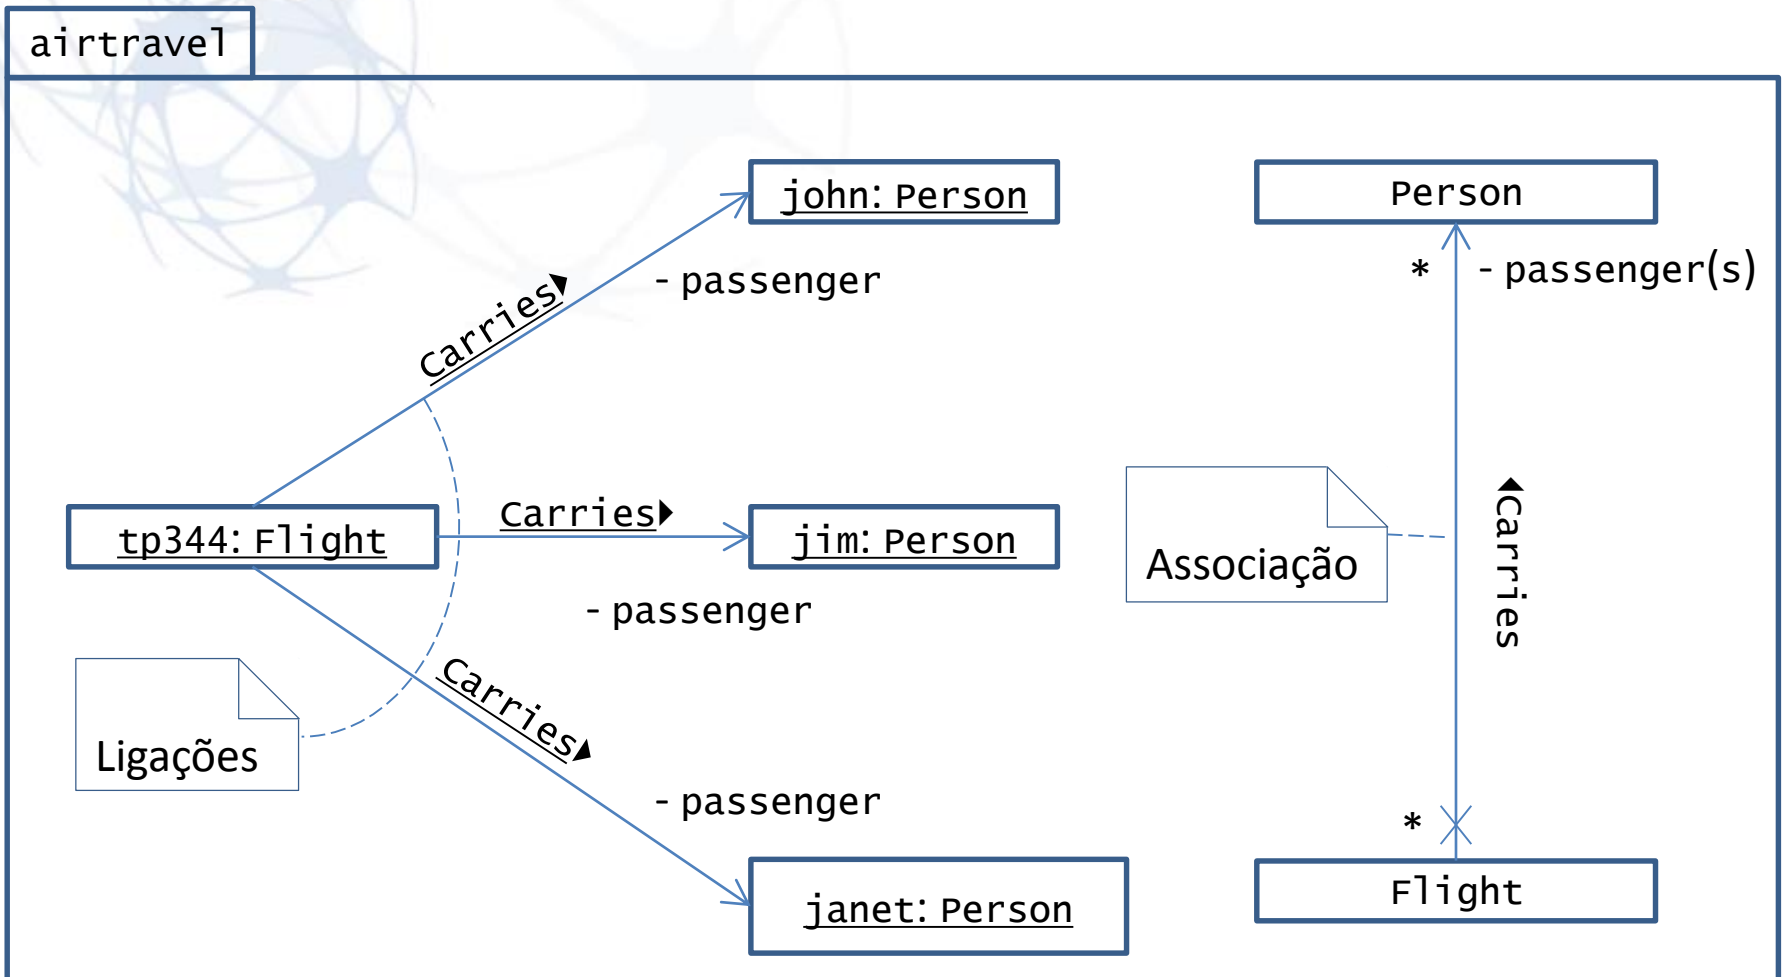 airtravel
john: Person
Person
Carries
- passenger
* - passenger(s)
tp344: Flight
Carries
jim: Person
Associação
Carries
- passenger
Ligações
Carries
- passenger
*
janet: Person
Flight